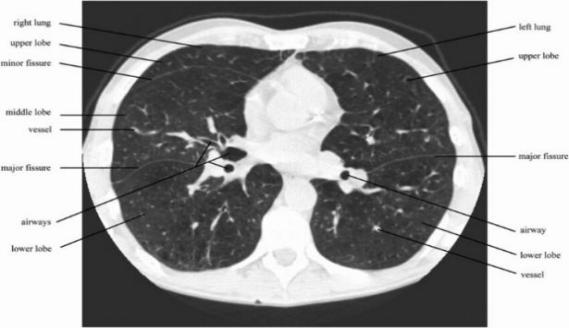 right lung
upper lobe
minor fissure
middle lobe
vessel
major fissure
airways
lower lobe
left lung
upper lobe
major fissure
airway
lower lobe
vessel